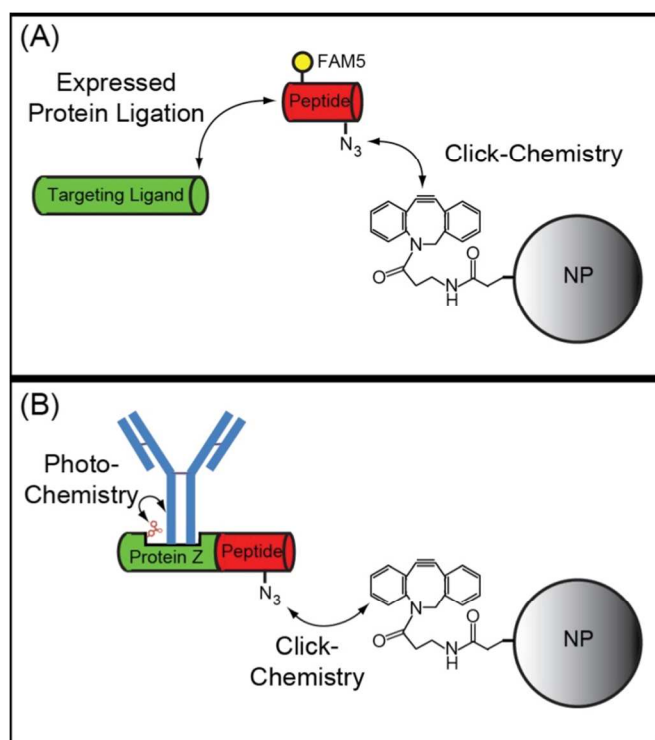 (A)
FAM5
Expressed
Protein Ligation
Peptide
N3
Click-Chemistry
Targeting Ligand
N
O
N
H
O
NP
(B)
Photo-
Chemistry
Protein Z
Peptide
N3
Click-
Chemistry
N
O
N
H
O
NP